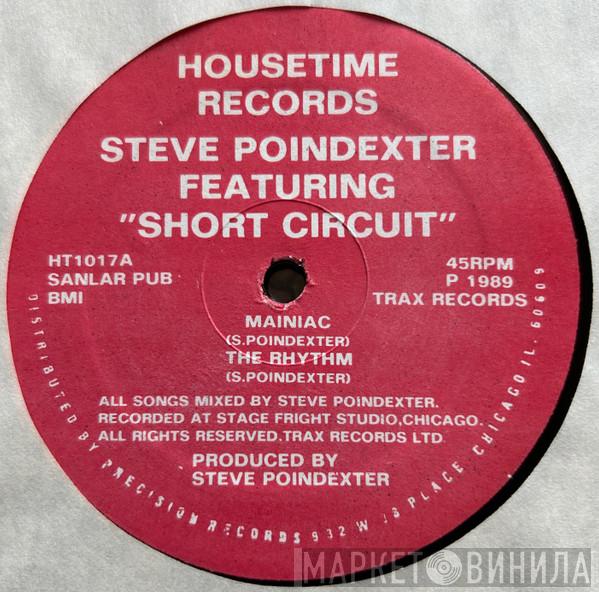 HOUSETIME
RECORDS
STEVE POINDEXTER
FEATURING
"SHORT CIRCUIT"
HT1017A
SANLAR PUB
BMI
45RPM
P 1989
TRAX RECORDS
MAINIAC
(S.POINDEXTER)
THE RHYTHM
(S.POINDEXTER)
ALL SONGS MIXED BY STEVE POINDEXTER.
RECORDED AT STAGE FRIGHT STUDIO,CHICAGO.
ALL RIGHTS RESERVED.TRAX RECORDS LTD
PRODUCED BY
STEVE POINDEXTER
DISTRIBUTED BY PRECISION RECORDS 932 W PLACE, CHICAGO IL. 60609
МАРКЕТ ВИНИЛА